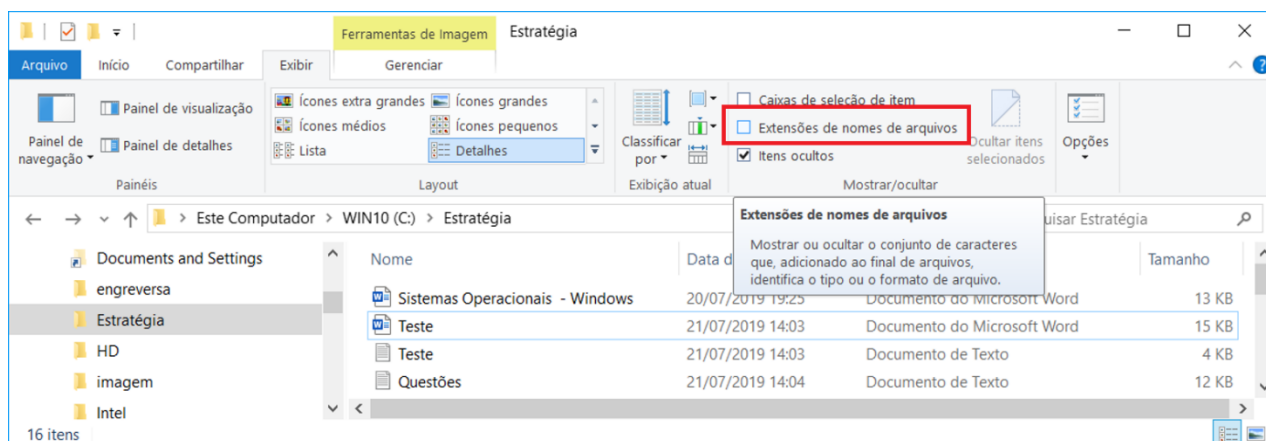 Ferramentas de Imagem Estratégia
Arquivo Início Compartilhar Exibir Gerenciar
Painel de navegação
Painel de visualização
Painel de detalhes
Painéis
Ícones extra grandes Ícones grandes
Ícones médios Ícones pequenos
Lista Detalhes
Layout
Classificar por
Exibição atual
Caixas de seleção de item
Extensões de nomes de arquivos
Itens ocultos
Ocultar itens
selecionados
Mostrar/ocultar
Opções
Este Computador > WIN10 (C:) > Estratégia
Estratégia
Extensões de nomes de arquivos
Mostrar ou ocultar o conjunto de caracteres
que, adicionado ao final de arquivos,
identifica o tipo ou o formato de arquivo.
Documents and Settings
engreversa
Estratégia
HD
imagem
Intel
Nome Data Tamanho
Sistemas Operacionais - Windows 20/07/2019 19:25 Documento do Microsoft Word 13 KB
Teste 21/07/2019 14:03 Documento do Microsoft Word 15 KB
Teste 21/07/2019 14:03 Documento de Texto 4 KB
Questões 21/07/2019 14:04 Documento de Texto 12 KB
16 itens